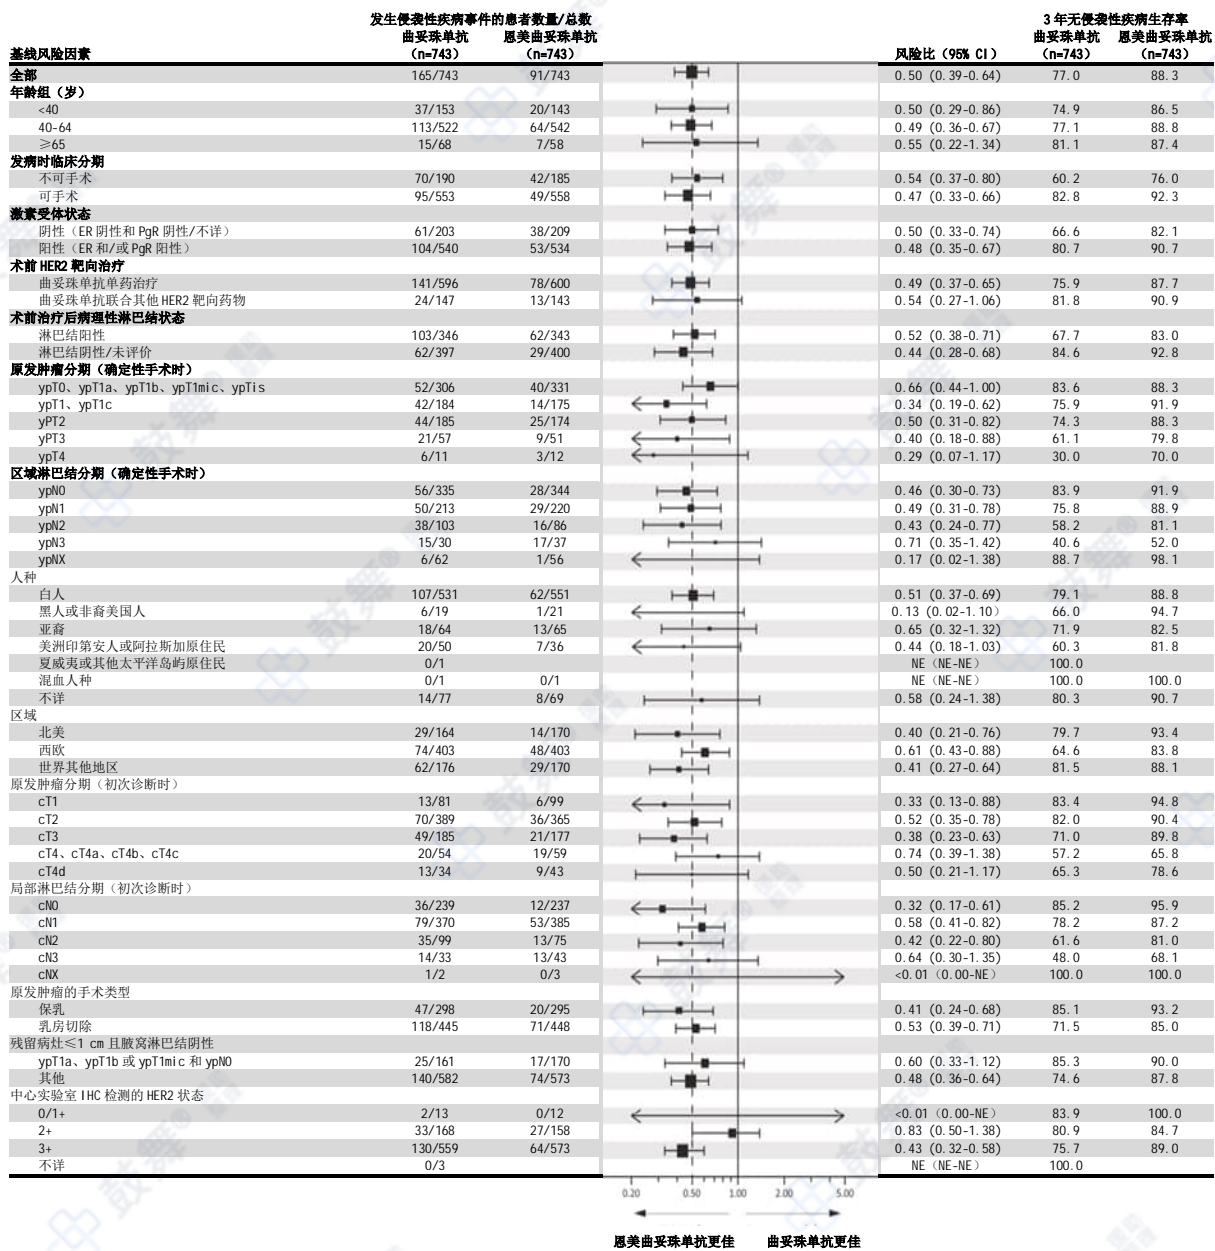 发生侵袭性疾病事件的患者数量/总数 3 年无侵袭性疾病生存率
曲妥珠单抗 恩美曲妥珠单抗 曲妥珠单抗 恩美曲妥珠单抗
基线风险因素 (n=743) (n=743) 风险比（95% CI） (n=743) (n=743)
全部 165/743 91/743 0.50 (0.39-0.64) 77.0 88.3
年龄组（岁）
<40 37/153 20/143 0.50 (0.29-0.86) 74.9 86.5
40-64 113/522 64/542 0.49 (0.36-0.67) 77.1 88.8
≥65 15/68 7/58 0.55 (0.22-1.34) 81.1 87.4
发病时临床分期
不可手术 70/190 42/185 0.54 (0.37-0.80) 60.2 76.0
可手术 95/553 49/558 0.47 (0.33-0.66) 82.8 92.3
激素受体状态
阴性（ER 阴性和 PgR 阴性/不详） 61/203 38/209 0.50 (0.33-0.74) 66.6 82.1
阳性（ER 和/或 PgR 阳性） 104/540 53/534 0.48 (0.35-0.67) 80.7 90.7
术前 HER2 靶向治疗
曲妥珠单抗单药治疗 141/596 78/600 0.49 (0.37-0.65) 75.9 87.7
曲妥珠单抗联合其他 HER2 靶向药物 24/147 13/143 0.54 (0.27-1.06) 81.8 90.9
术前治疗后病理性淋巴结状态
淋巴结阳性 103/346 62/343 0.52 (0.38-0.71) 67.7 83.0
淋巴结阴性/未评价 62/397 29/400 0.44 (0.28-0.68) 84.6 92.8
原发肿瘤分期（确定性手术时）
ypT0、ypT1a、ypT1b、ypT1mic、ypTis 52/306 40/331 0.66 (0.44-1.00) 83.6 88.3
ypT1、ypT1c 42/184 14/175 0.34 (0.19-0.62) 75.9 91.9
yPT2 44/185 25/174 0.50 (0.31-0.82) 74.3 88.3
yPT3 21/57 9/51 0.40 (0.18-0.88) 61.1 79.8
ypT4 6/11 3/12 0.29 (0.07-1.17) 30.0 70.0
区域淋巴结分期（确定性手术时）
ypN0 56/335 28/344 0.46 (0.30-0.73) 83.9 91.9
ypN1 50/213 29/220 0.49 (0.31-0.78) 75.8 88.9
ypN2 38/103 16/86 0.43 (0.24-0.77) 58.2 81.1
ypN3 15/30 17/37 0.71 (0.35-1.42) 40.6 52.0
ypNX 6/62 1/56 0.17 (0.02-1.38) 88.7 98.1
人种
白人 107/531 62/551 0.51 (0.37-0.69) 79.1 88.8
黑人或非裔美国人 6/19 1/21 0.13 (0.02-1.10） 66.0 94.7
亚裔 18/64 13/65 0.65 (0.32-1.32) 71.9 82.5
美洲印第安人或阿拉斯加原住民 20/50 7/36 0.44 (0.18-1.03) 60.3 81.8
夏威夷或其他太平洋岛屿原住民 0/1 NE（NE-NE） 100.0
混血人种 0/1 0/1 NE（NE-NE） 100.0 100.0
不详 14/77 8/69 0.58 (0.24-1.38) 80.3 90.7
区域
北美 29/164 14/170 0.40 (0.21-0.76) 79.7 93.4
西欧 74/403 48/403 0.61 (0.43-0.88) 64.6 83.8
世界其他地区 62/176 29/170 0.41 (0.27-0.64) 81.5 88.1
原发肿瘤分期（初次诊断时）
cT1 13/81 6/99 0.33 (0.13-0.88) 83.4 94.8
cT2 70/389 36/365 0.52 (0.35-0.78) 82.0 90.4
cT3 49/185 21/177 0.38 (0.23-0.63) 71.0 89.8
cT4、cT4a、cT4b、cT4c 20/54 19/59 0.74 (0.39-1.38) 57.2 65.8
cT4d 13/34 9/43 0.50 (0.21-1.17) 65.3 78.6
局部淋巴结分期（初次诊断时）
cN0 36/239 12/237 0.32 (0.17-0.61) 85.2 95.9
cN1 79/370 53/385 0.58 (0.41-0.82) 78.2 87.2
cN2 35/99 13/75 0.42 (0.22-0.80) 61.6 81.0
cN3 14/33 13/43 0.64 (0.30-1.35) 48.0 68.1
cNX 1/2 0/3 <0.01（0.00-NE） 100.0 100.0
原发肿瘤的手术类型
保乳 47/298 20/295 0.41 (0.24-0.68) 85.1 93.2
乳房切除 118/445 71/448 0.53 (0.39-0.71) 71.5 85.0
残留病灶≤1 cm 且腋窝淋巴结阴性
ypT1a、ypT1b 或 ypT1mic 和 ypN0 25/161 17/170 0.60 (0.33-1.12) 85.3 90.0
其他 140/582 74/573 0.48 (0.36-0.64) 74.6 87.8
中心实验室 IHC 检测的 HER2 状态
0/1+ 2/13 0/12 <0.01（0.00-NE） 83.9 100.0
2+ 33/168 27/158 0.83 (0.50-1.38) 80.9 84.7
3+ 130/559 64/573 0.43 (0.32-0.58) 75.7 89.0
不详 0/3 NE（NE-NE） 100.0
0.20 0.50 1.00 2.00 5.00
恩美曲妥珠单抗更佳 曲妥珠单抗更佳